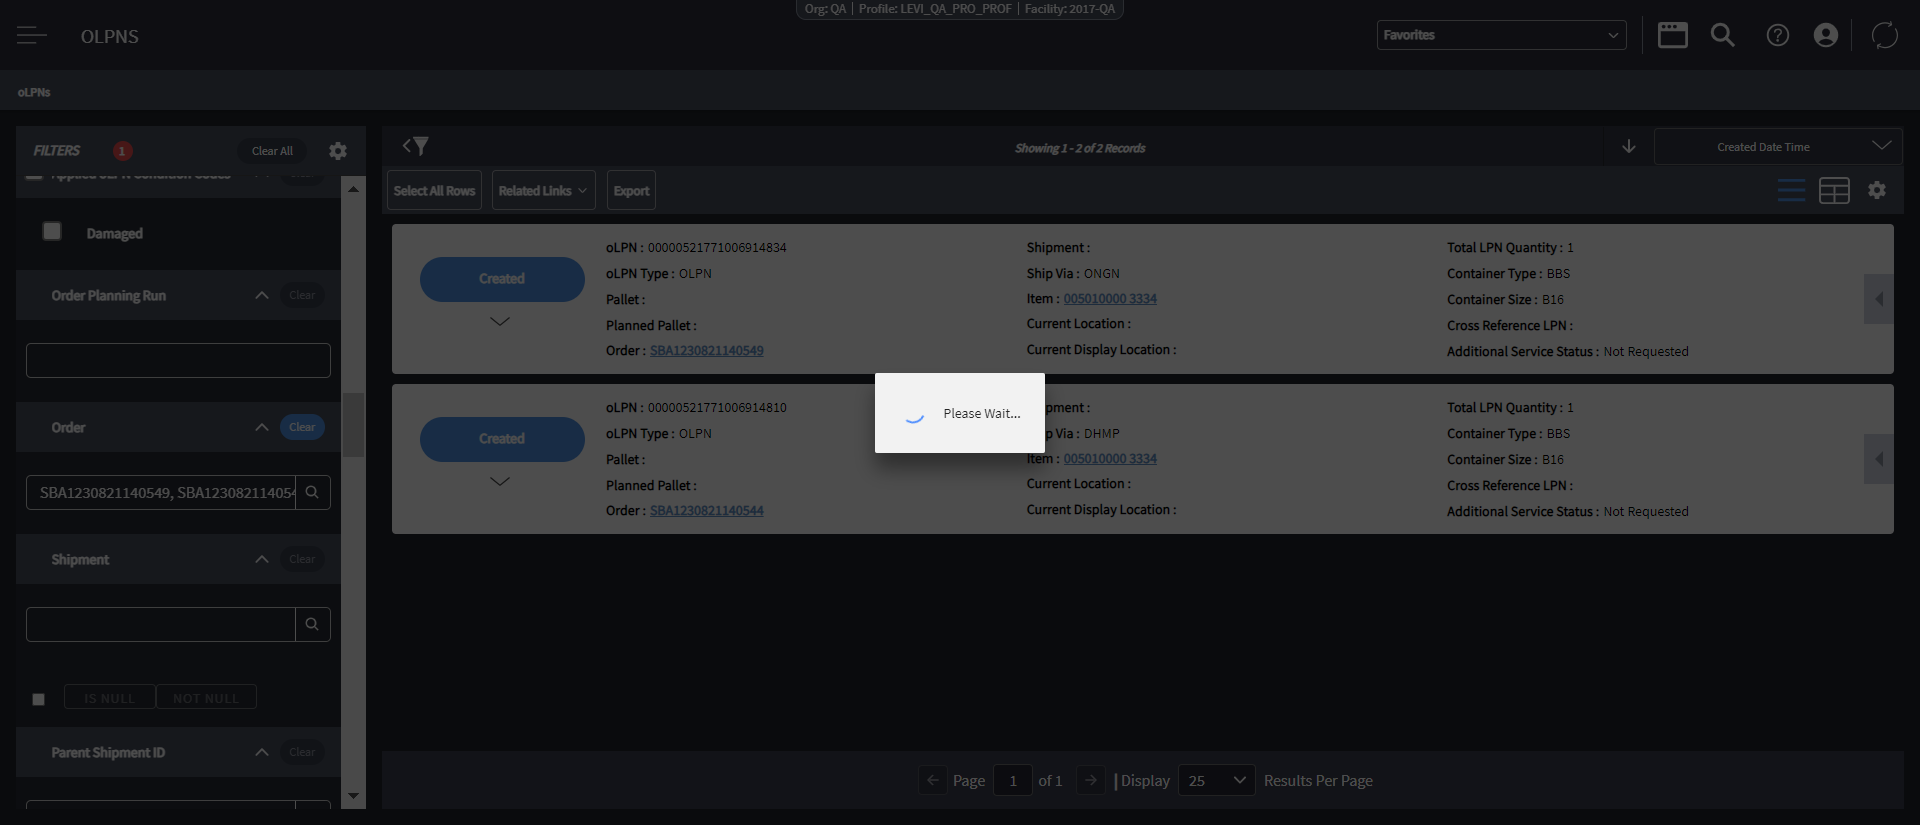 Org: QA | Profile: LEVI_QA_PRO_PROF | Facility: 2017-QA
OLPNS
Favorites
oLPNs
FILTERS 1 Clear All
Applied oLPN Condition Codes Clear
Damaged
Order Planning Run Clear
Order Clear
SBA1230821140549, SBA123082114054
Shipment Clear
IS NULL NOT NULL
Parent Shipment ID Clear
Showing 1 - 2 of 2 Records
Created Date Time
Select All Rows Related Links Export
Created
oLPN : 00000521771006914834
oLPN Type : OLPN
Pallet :
Planned Pallet :
Order : SBA1230821140549
Shipment :
Ship Via : ONGN
Item : 005010000 3334
Current Location :
Current Display Location :
Total LPN Quantity : 1
Container Type : BBS
Container Size : B16
Cross Reference LPN :
Additional Service Status : Not Requested
Created
oLPN : 00000521771006914810
oLPN Type : OLPN
Pallet :
Planned Pallet :
Order : SBA1230821140544
pment :
p Via : DHMP
Item : 005010000 3334
Current Location :
Current Display Location :
Total LPN Quantity : 1
Container Type : BBS
Container Size : B16
Cross Reference LPN :
Additional Service Status : Not Requested
Please Wait...
Page 1 of 1 | Display 25 Results Per Page